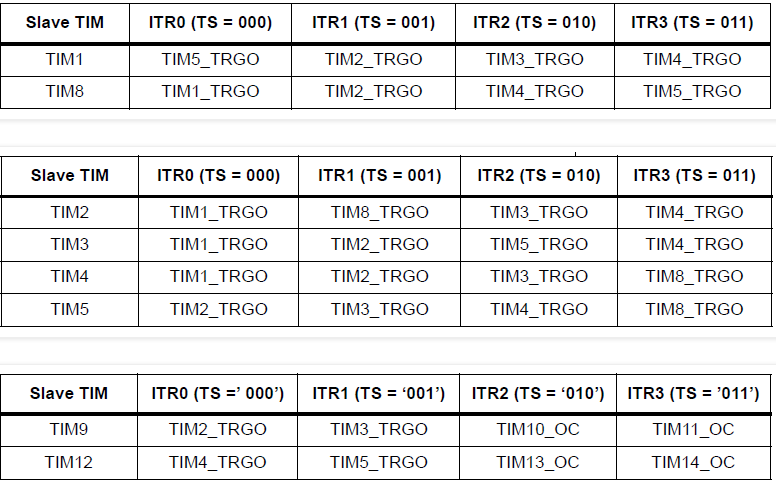 Slave TIM ITR0 (TS = 000) ITR1 (TS = 001) ITR2 (TS = 010) ITR3 (TS = 011)
TIM1 TIM5_TRGO TIM2_TRGO TIM3_TRGO TIM4_TRGO
TIM8 TIM1_TRGO TIM2_TRGO TIM4_TRGO TIM5_TRGO
Slave TIM ITR0 (TS = 000) ITR1 (TS = 001) ITR2 (TS = 010) ITR3 (TS = 011)
TIM2 TIM1_TRGO TIM8_TRGO TIM3_TRGO TIM4_TRGO
TIM3 TIM1_TRGO TIM2_TRGO TIM5_TRGO TIM4_TRGO
TIM4 TIM1_TRGO TIM2_TRGO TIM3_TRGO TIM8_TRGO
TIM5 TIM2_TRGO TIM3_TRGO TIM4_TRGO TIM8_TRGO
Slave TIM ITR0 (TS =’ 000’) ITR1 (TS = ‘001’) ITR2 (TS = ‘010’) ITR3 (TS = ’011’)
TIM9 TIM2_TRGO TIM3_TRGO TIM10_OC TIM11_OC
TIM12 TIM4_TRGO TIM5_TRGO TIM13_OC TIM14_OC